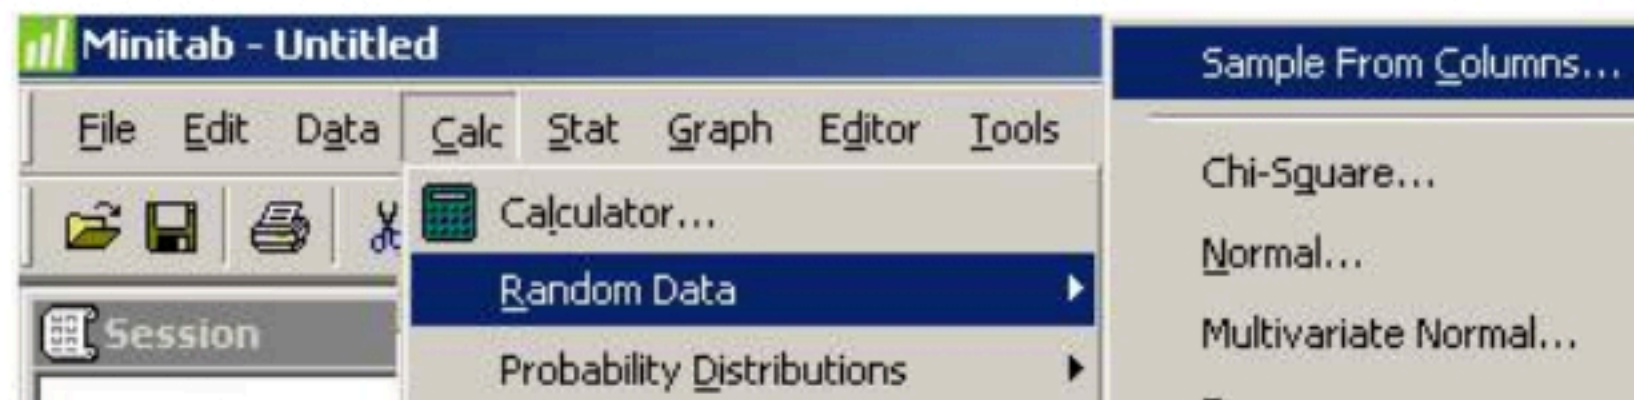 Minitab - Untitled
File Edit Data Calc Stat Graph Editor Tools
Calculator...
Random Data
Session
Probability Distributions
Sample From Columns...
Chi-Square...
Normal...
Multivariate Normal...